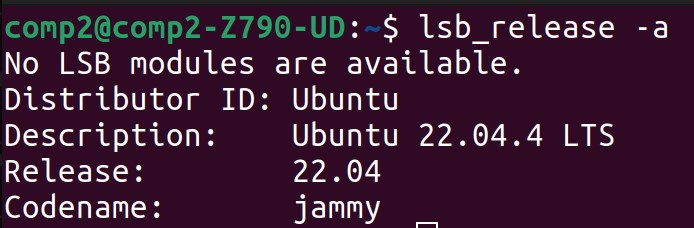 comp2@comp2-Z790-UD:~$ lsb_release -a
No LSB modules are available.
Distributor ID: Ubuntu
Description:    Ubuntu 22.04.4 LTS
Release:        22.04
Codename:       jammy